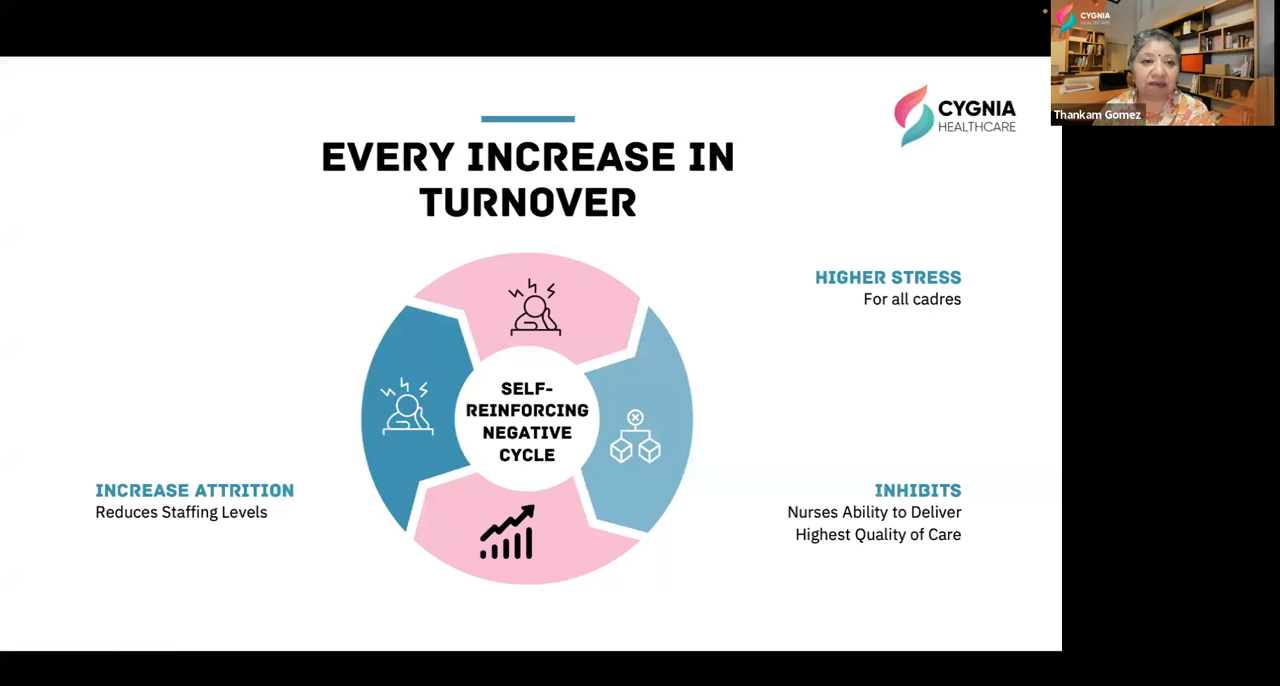 CYGNIA
HEALTHCARE
Thankam Gomez
CYGNIA
HEALTHCARE
EVERY INCREASE IN
TURNOVER
HIGHER STRESS
For all cadres
SELF-
REINFORCING
NEGATIVE
CYCLE
INCREASE ATTRITION
Reduces Staffing Levels
INHIBITS
Nurses Ability to Deliver
Highest Quality of Care